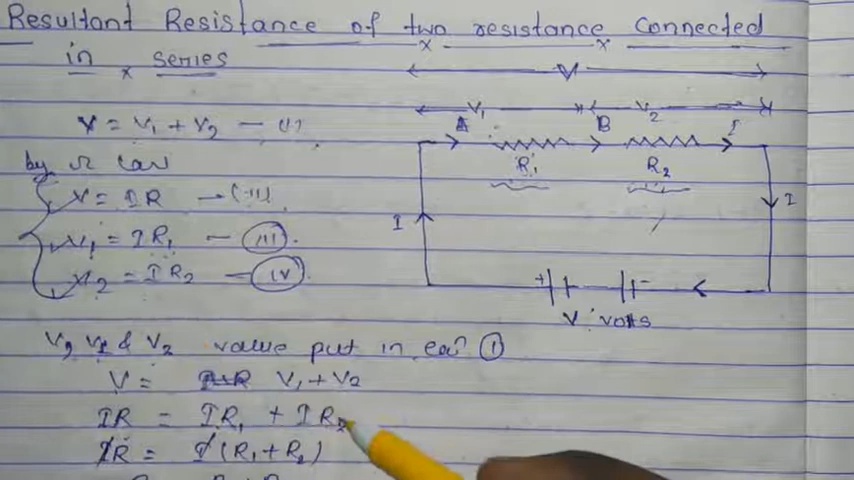 Resultant Resistance of two resistance connected
in series
V
V1 V2
V = V1 + V2 — (i)
A B
by Ω Law
R1 R2
V = IR — (ii)
I
I
V1 = IR1 — (iii).
V2 = IR2 — (iv)
+ −
V volts
V, V1 & V2 value put in eqn (1)
V = V1 + V2
IR = IR1 + IR2
IR = I (R1 + R2)